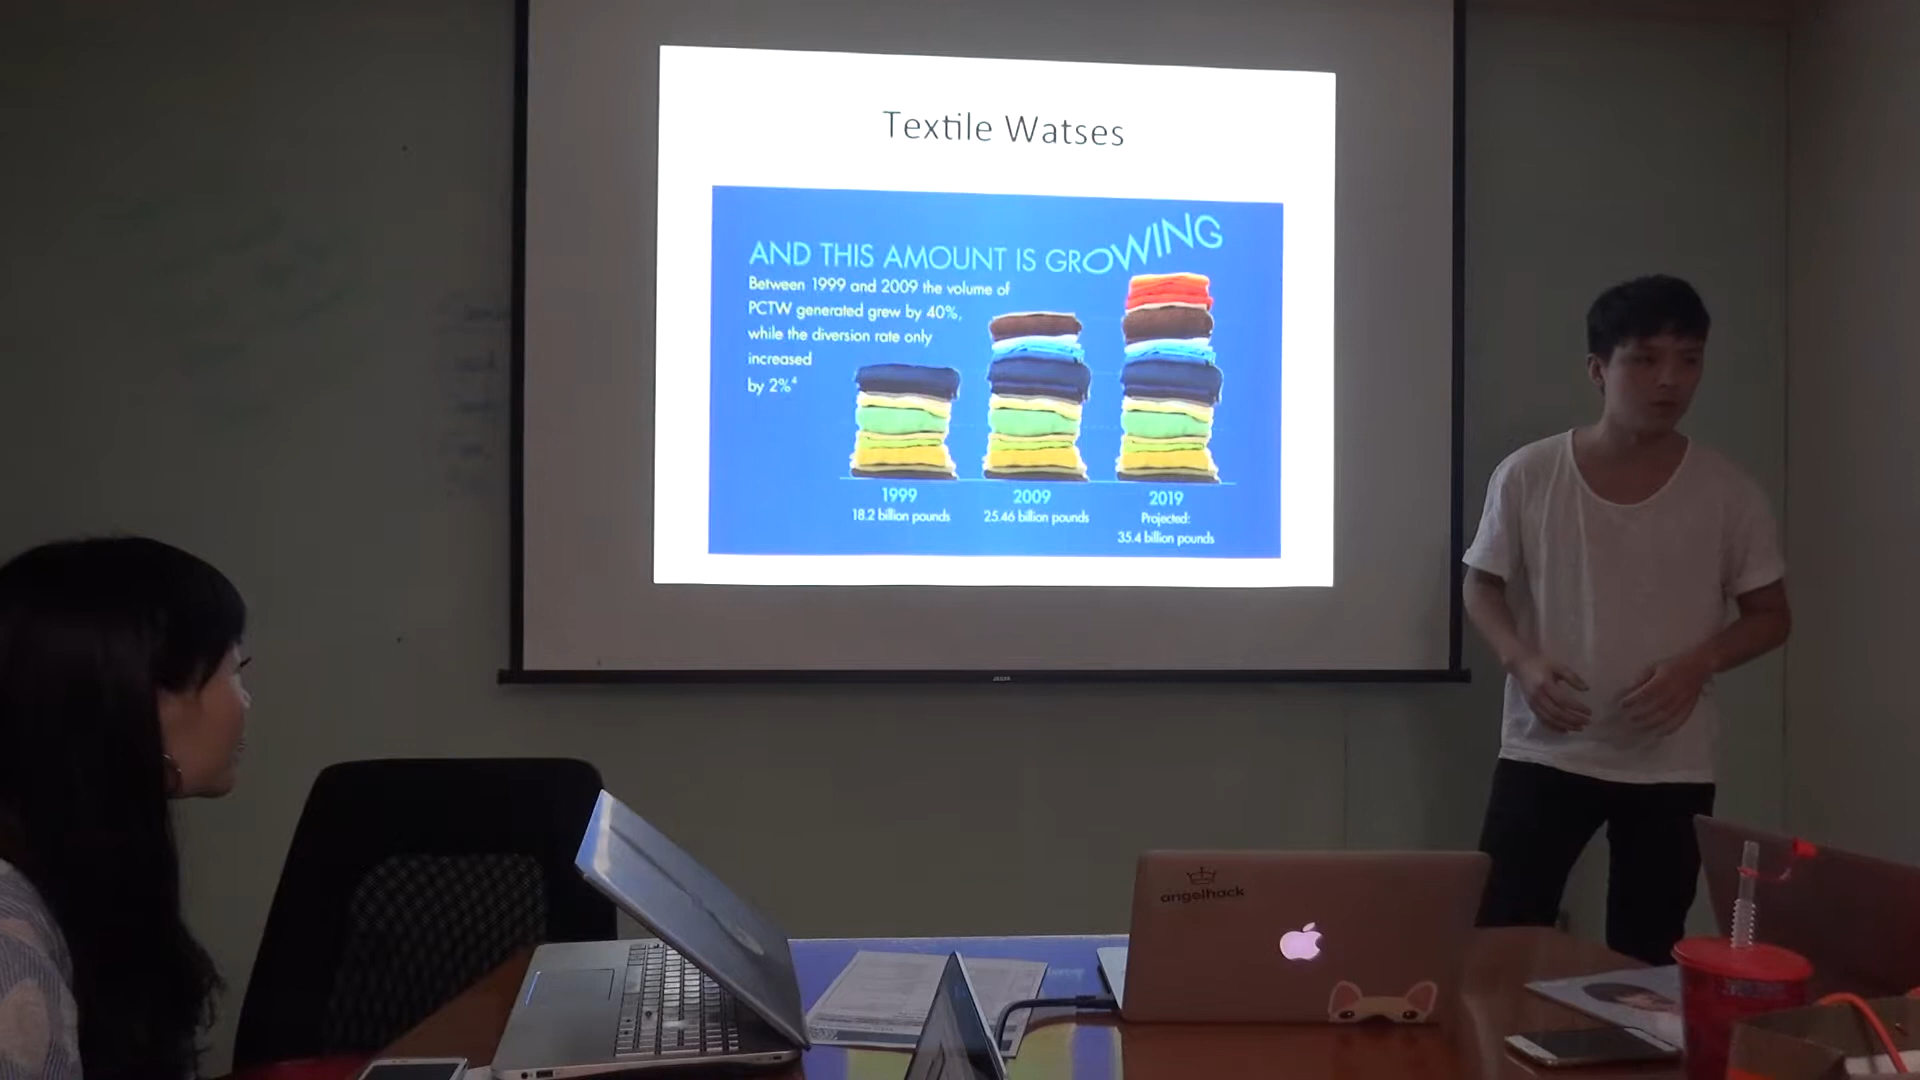 Textile Watses
AND THIS AMOUNT IS GROWING
Between 1999 and 2009 the volume of
PCTW generated grew by 40%,
while the diversion rate only
increased
by 2%⁴
1999
18.2 billion pounds
2009
25.46 billion pounds
2019
Projected:
35.4 billion pounds
angelhack